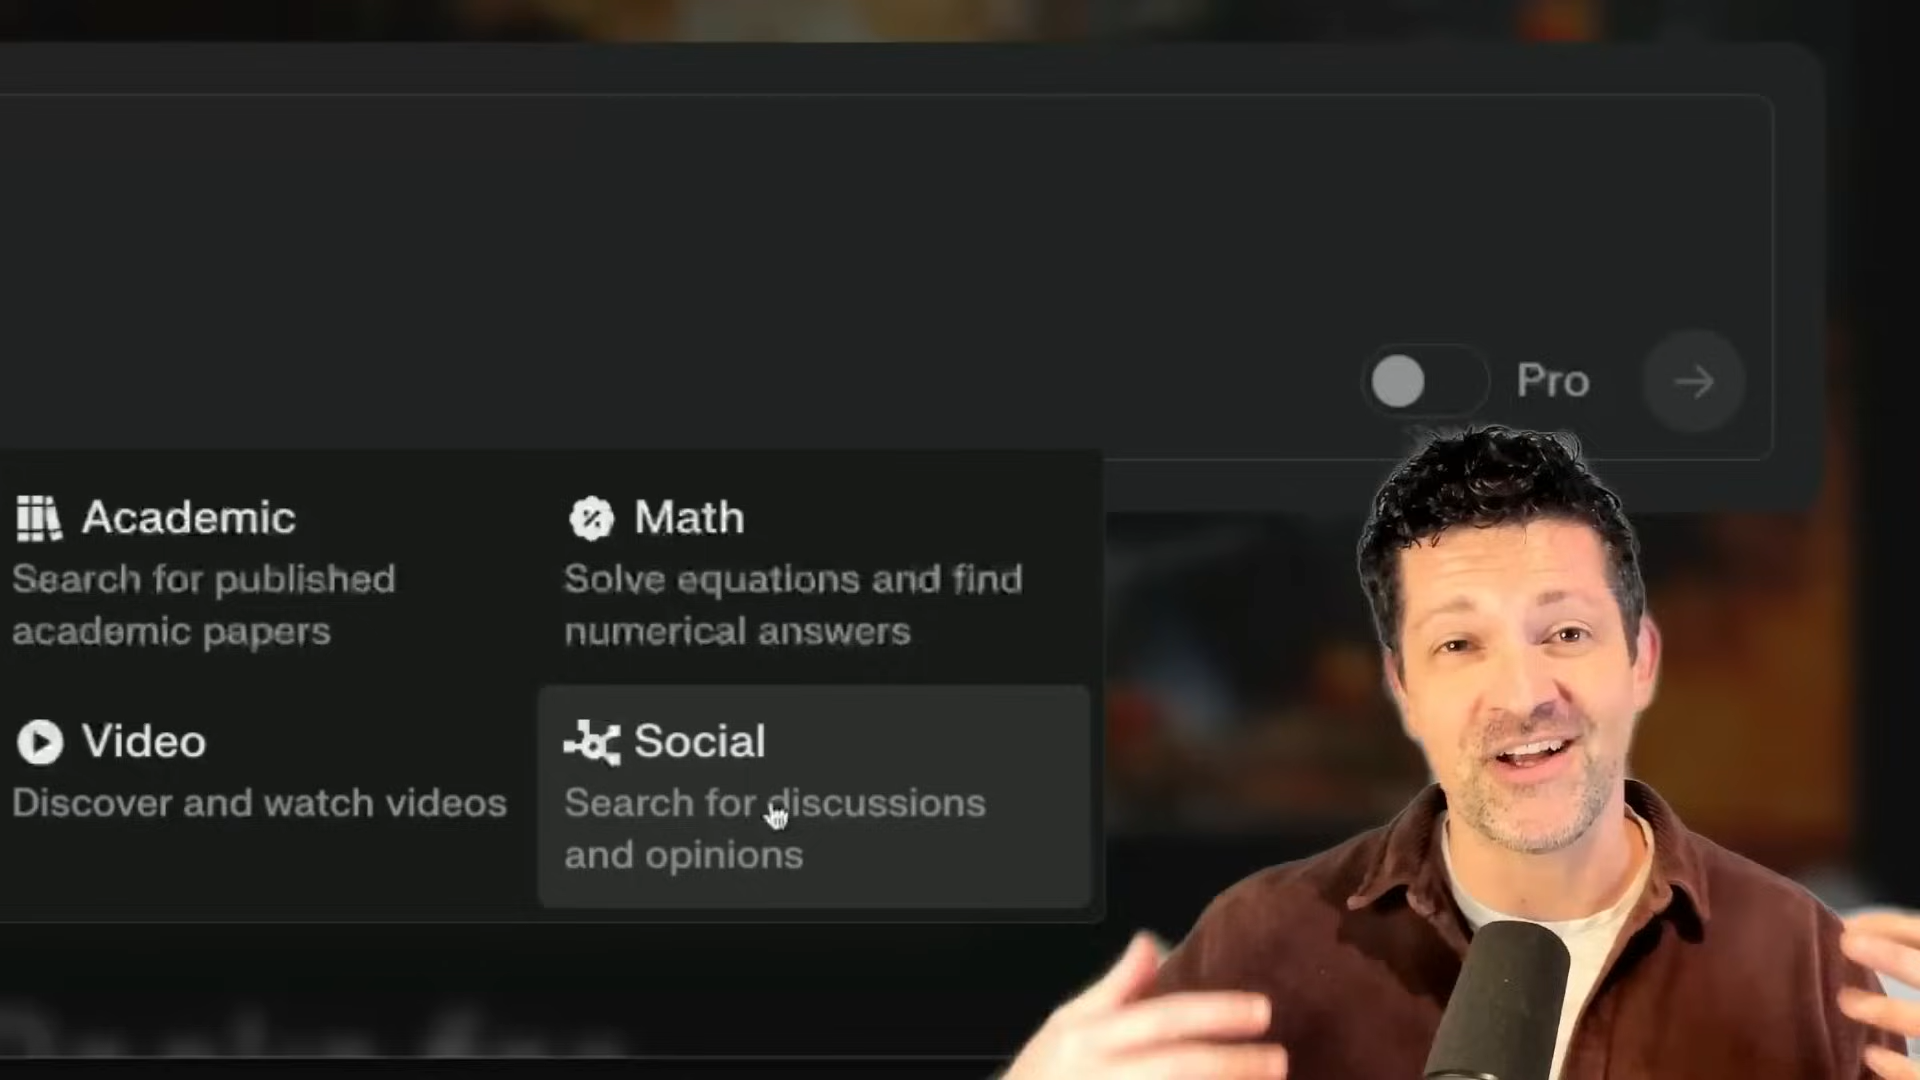 Pro
Academic
Search for published
academic papers
Math
Solve equations and find
numerical answers
Video
Discover and watch videos
Social
Search for discussions
and opinions